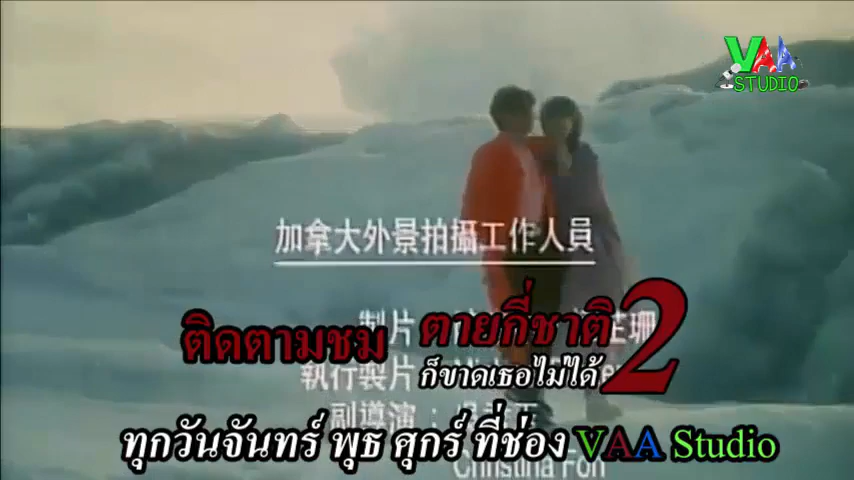 VAA
STUDIO
加拿大外景拍攝工作人員
製片
芷珊
ติดตามชม ตายกี่ชาติ 2
ก็ขาดเธอไม่ได้
執行製片
副導演 :
ทุกวันจันทร์ พุธ ศุกร์ ที่ช่อง VAA Studio
Christina Fon